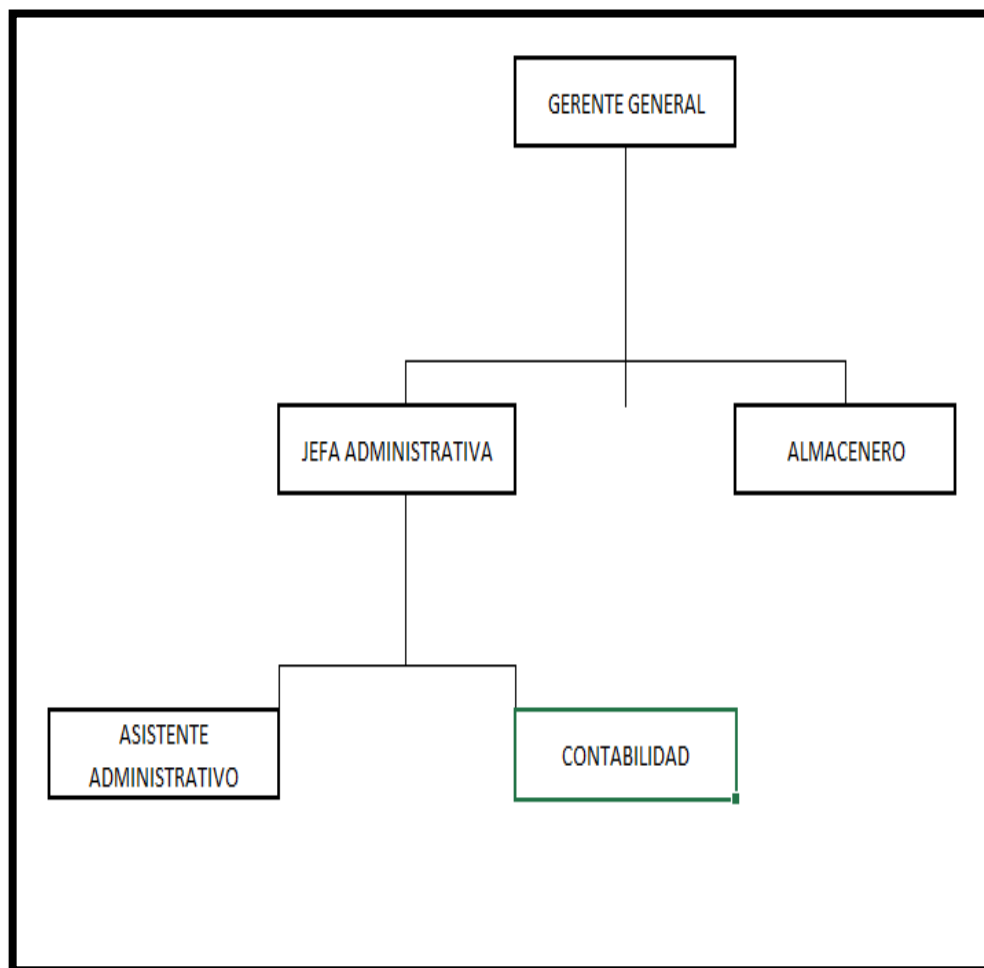 GERENTE GENERAL
JEFA ADMINISTRATIVA
ALMACENERO
ASISTENTE
ADMINISTRATIVO
CONTABILIDAD